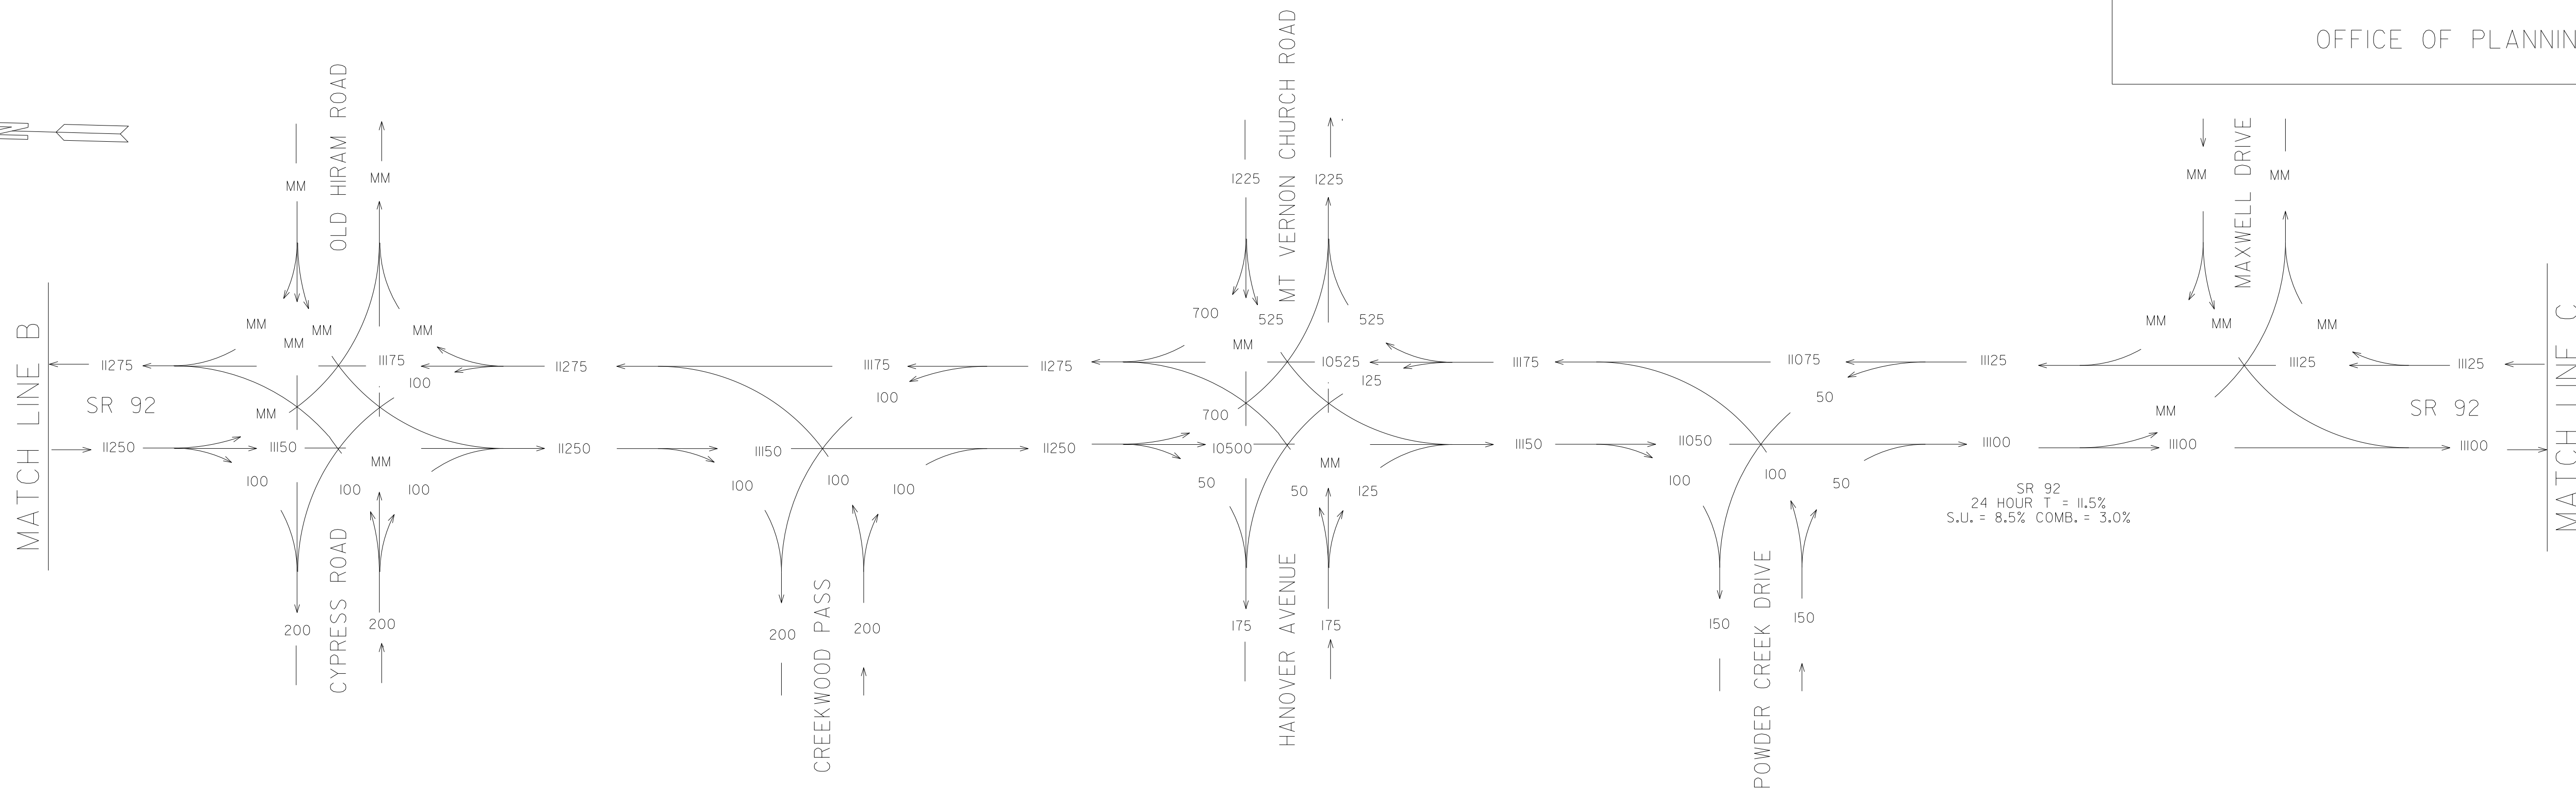 OFFICE OF PLANNIN
N
OLD HIRAM ROAD
MM
MM
MT VERNON CHURCH ROAD
1225
1225
MAXWELL DRIVE
MM
MM
MATCH LINE B
MM
MM
MM
MM
11275
11175
100
11275
SR 92
MM
11250
11150
11250
100
MM
100
100
200
200
CYPRESS ROAD
11175
100
11275
11150
11250
100
100
100
200
200
CREEKWOOD PASS
700
525
525
MM
10525
125
11175
700
10500
11150
50
MM
50
125
175
175
HANOVER AVENUE
11075
50
11125
11050
11100
100
100
50
150
150
POWDER CREEK DRIVE
MM
MM
MM
11125
11125
MM
SR 92
11100
11100
SR 92
24 HOUR T = 11.5%
S.U. = 8.5% COMB. = 3.0%
MATCH LINE C